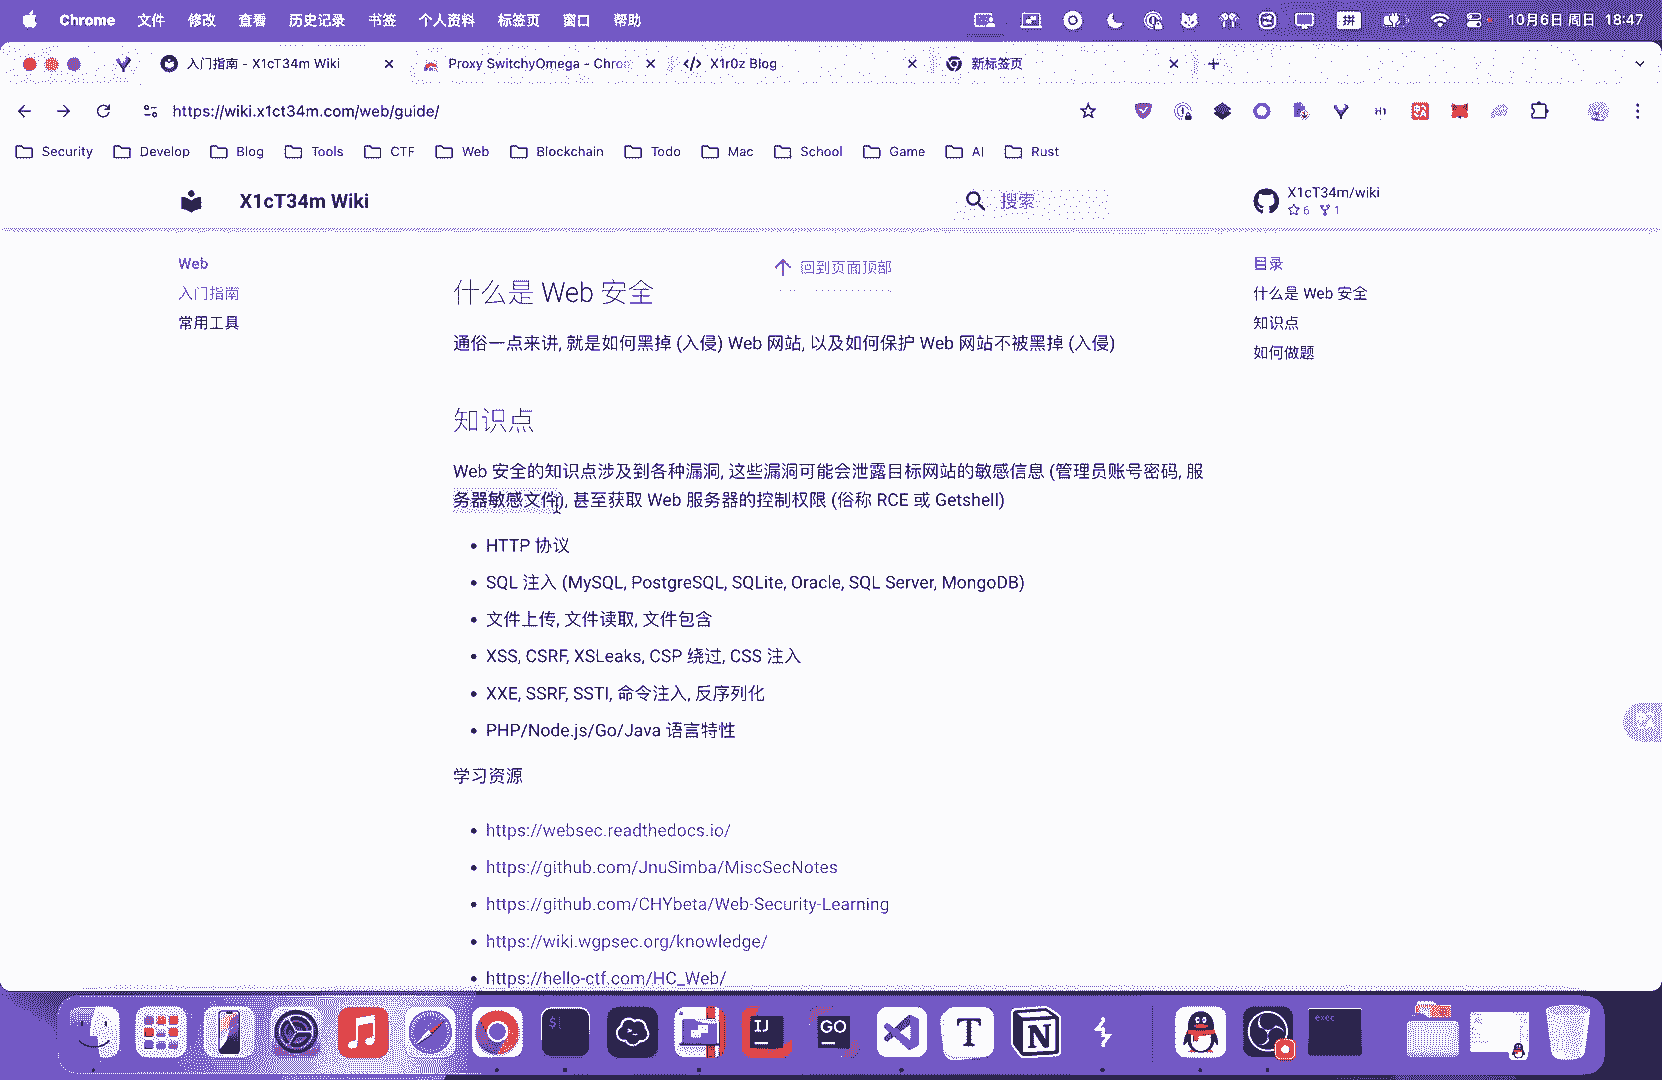 Chrome 文件 修改 查看 历史记录 书签 个人资料 标签页 窗口 帮助 拼 10月6日 周日 18:47
入门指南 - X1cT34m Wiki Proxy SwitchyOmega - Chro X1r0z Blog 新标签页
https://wiki.x1ct34m.com/web/guide/
Security Develop Blog Tools CTF Web Blockchain Todo Mac School Game AI Rust
X1cT34m Wiki 搜索 X1cT34m/wiki
6 1
Web
入门指南
常用工具
回到页面顶部
什么是 Web 安全
通俗一点来讲, 就是如何黑掉 (入侵) Web 网站, 以及如何保护 Web 网站不被黑掉 (入侵)
知识点
Web 安全的知识点涉及到各种漏洞, 这些漏洞可能会泄露目标网站的敏感信息 (管理员账号密码, 服
务器敏感文件), 甚至获取 Web 服务器的控制权限 (俗称 RCE 或 Getshell)
HTTP 协议
SQL 注入 (MySQL, PostgreSQL, SQLite, Oracle, SQL Server, MongoDB)
文件上传, 文件读取, 文件包含
XSS, CSRF, XSLeaks, CSP 绕过, CSS 注入
XXE, SSRF, SSTI, 命令注入, 反序列化
PHP/Node.js/Go/Java 语言特性
学习资源
https://websec.readthedocs.io/
https://github.com/JnuSimba/MiscSecNotes
https://github.com/CHYbeta/Web-Security-Learning
https://wiki.wgpsec.org/knowledge/
https://hello-ctf.com/HC_Web/
目录
什么是 Web 安全
知识点
如何做题
$ IJ GO T N exec